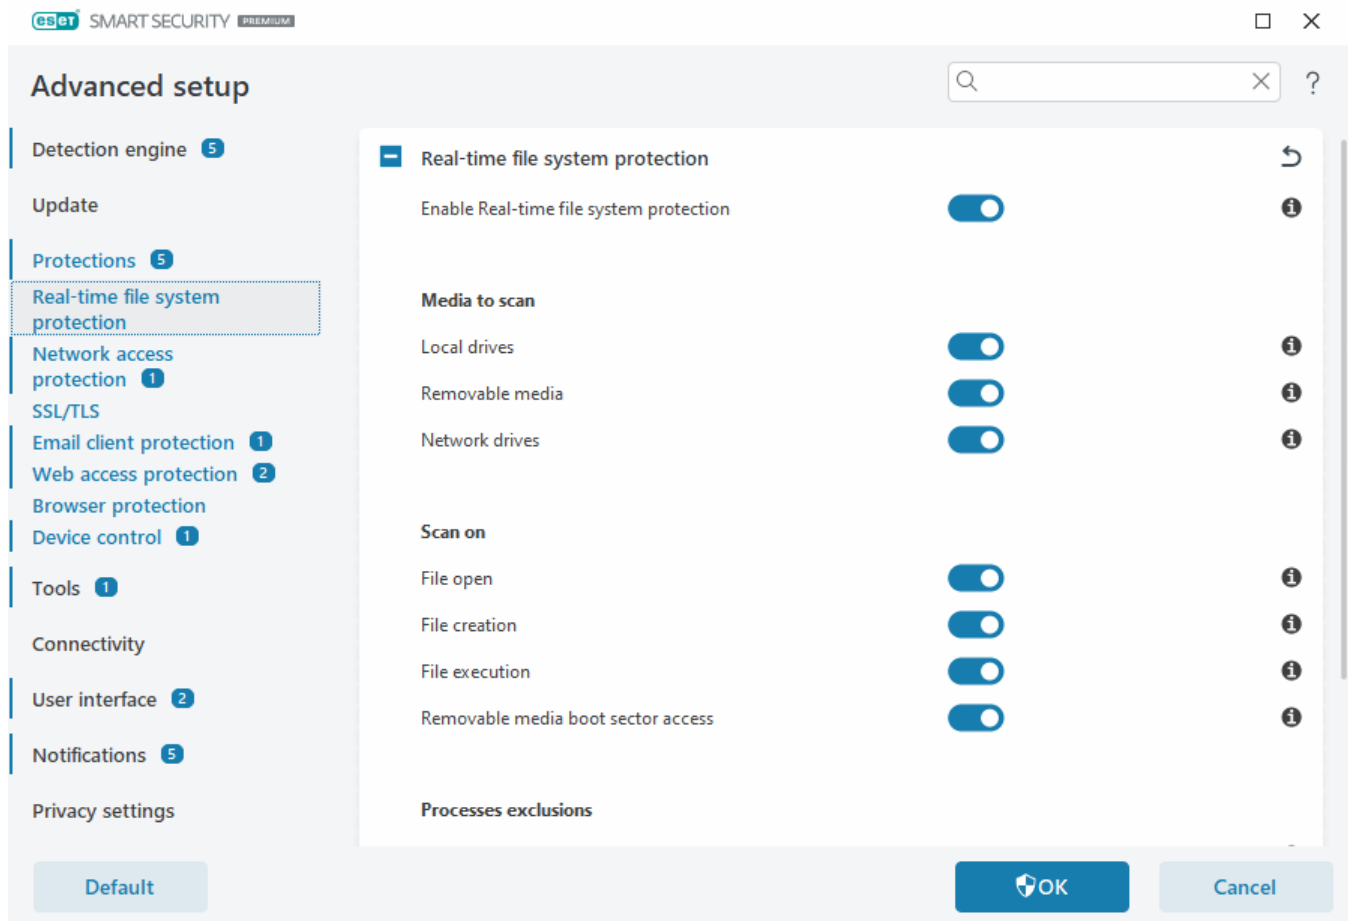 eset SMART SECURITY PREMIUM
Advanced setup
?
Detection engine 5
Update
Protections 5
Real-time file system
protection
Network access
protection 1
SSL/TLS
Email client protection 1
Web access protection 2
Browser protection
Device control 1
Tools 1
Connectivity
User interface 2
Notifications 5
Privacy settings
Real-time file system protection
Enable Real-time file system protection
Media to scan
Local drives
Removable media
Network drives
Scan on
File open
File creation
File execution
Removable media boot sector access
Processes exclusions
Default
OK
Cancel